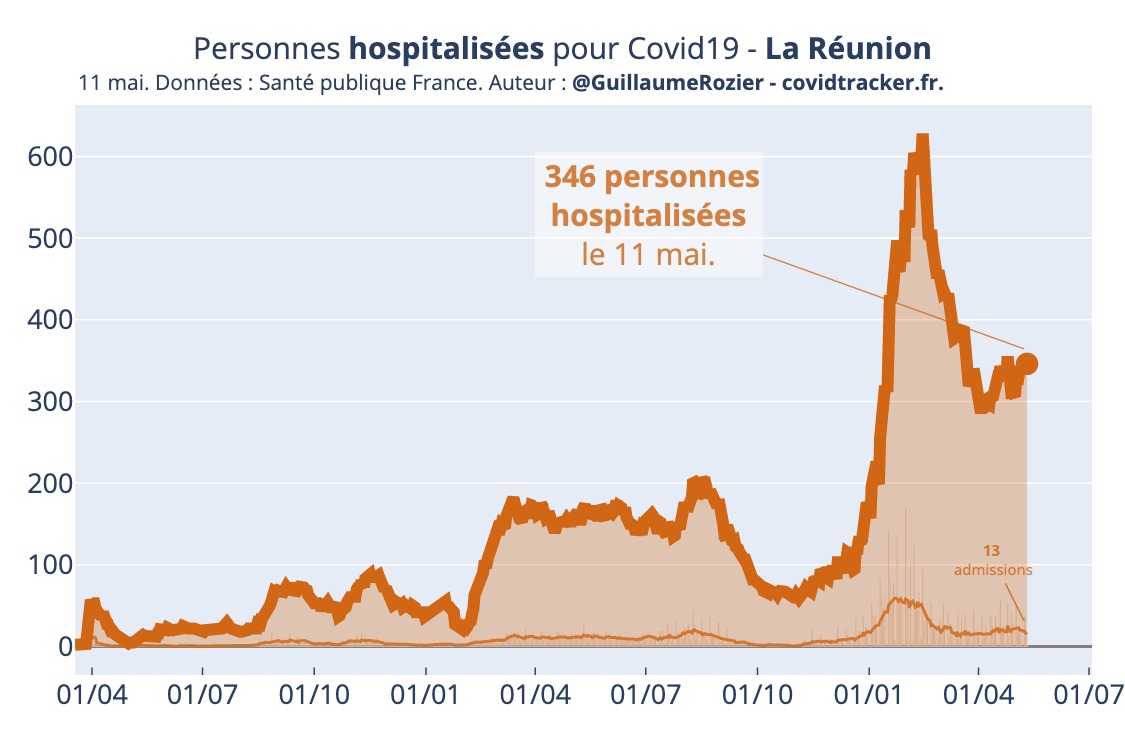 Personnes hospitalisées pour Covid19 - La Réunion
11 mai. Données : Santé publique France. Auteur : @GuillaumeRozier - covidtracker.fr.
600
500
400
300
200
100
0
346 personnes
hospitalisées
le 11 mai.
13
admissions
01/04 01/07 01/10 01/01 01/04 01/07 01/10 01/01 01/04 01/07